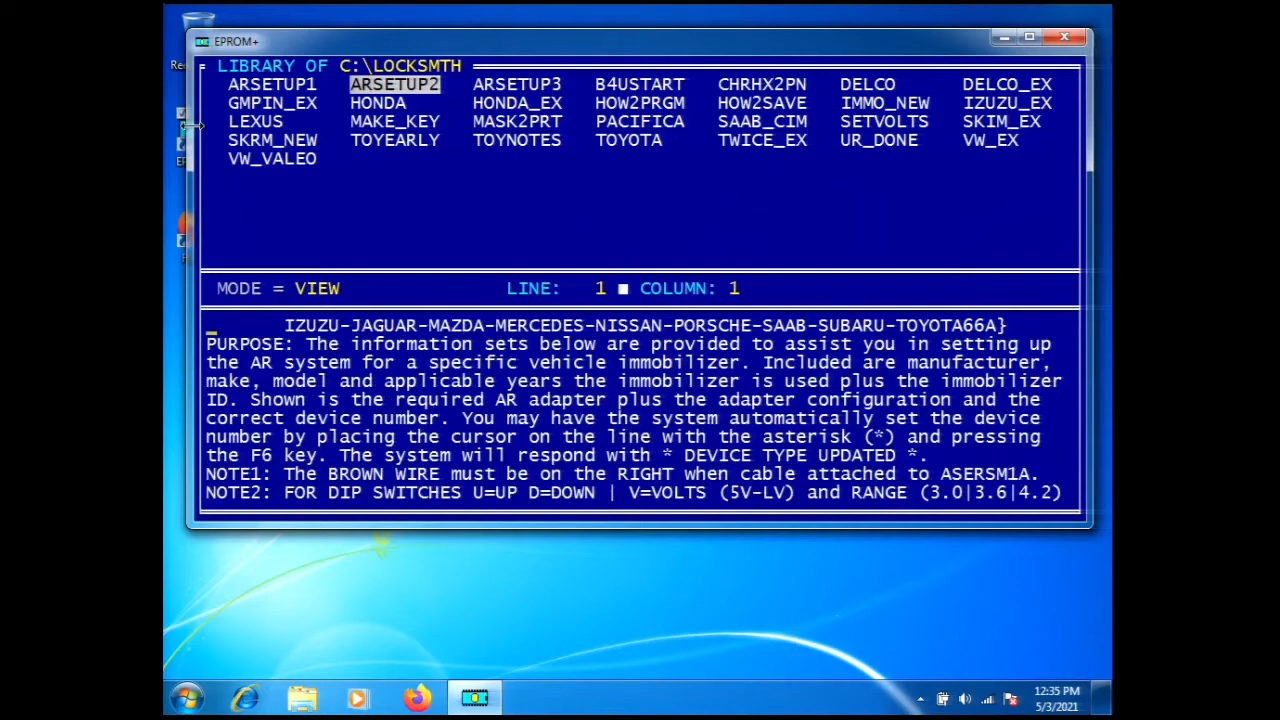 EPROM+
LIBRARY OF C:\LOCKSMTH
ARSETUP1 ARSETUP2 ARSETUP3 B4USTART CHRHX2PN DELCO DELCO_EX
GMPIN_EX HONDA HONDA_EX HOW2PRGM HOW2SAVE IMMO_NEW IZUZU_EX
LEXUS MAKE_KEY MASK2PRT PACIFICA SAAB_CIM SETVOLTS SKIM_EX
SKRM_NEW TOYEARLY TOYNOTES TOYOTA TWICE_EX UR_DONE VW_EX
VW_VALEO
MODE = VIEW LINE: 1 ■ COLUMN: 1
IZUZU-JAGUAR-MAZDA-MERCEDES-NISSAN-PORSCHE-SAAB-SUBARU-TOYOTA66A}
PURPOSE: The information sets below are provided to assist you in setting up
the AR system for a specific vehicle immobilizer. Included are manufacturer,
make, model and applicable years the immobilizer is used plus the immobilizer
ID. Shown is the required AR adapter plus the adapter configuration and the
correct device number. You may have the system automatically set the device
number by placing the cursor on the line with the asterisk (*) and pressing
the F6 key. The system will respond with * DEVICE TYPE UPDATED *.
NOTE1: The BROWN WIRE must be on the RIGHT when cable attached to ASERSM1A.
NOTE2: FOR DIP SWITCHES U=UP D=DOWN | V=VOLTS (5V-LV) and RANGE (3.0|3.6|4.2)
12:35 PM
5/3/2021